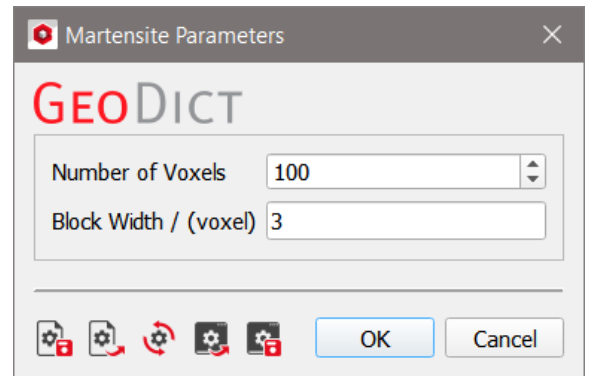 Martensite Parameters
GEODICT
Number of Voxels 100
Block Width / (voxel) 3
OK Cancel